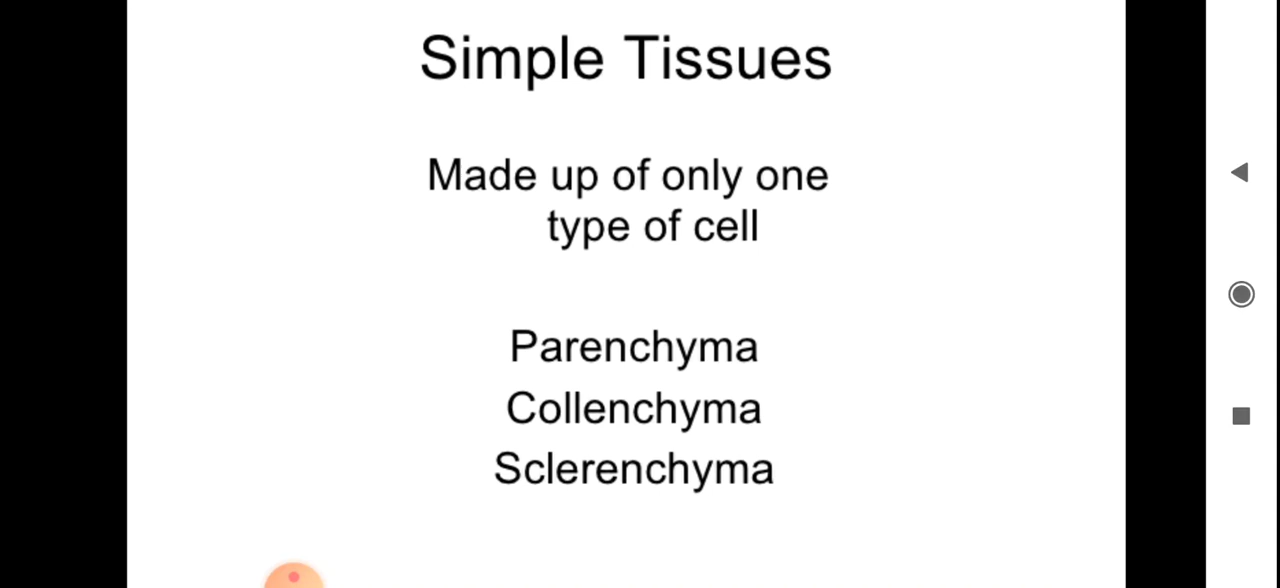 Simple Tissues
Made up of only one
type of cell
Parenchyma
Collenchyma
Sclerenchyma